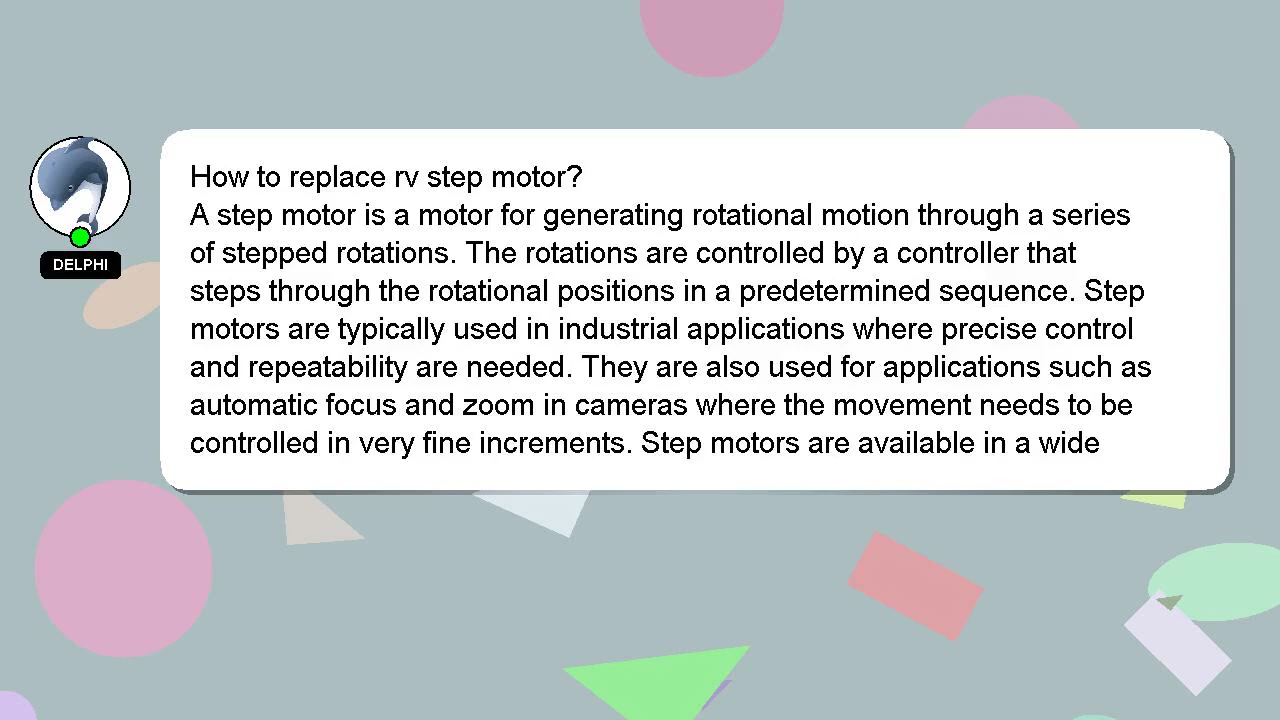 DELPHI
How to replace rv step motor?
A step motor is a motor for generating rotational motion through a series
of stepped rotations. The rotations are controlled by a controller that
steps through the rotational positions in a predetermined sequence. Step
motors are typically used in industrial applications where precise control
and repeatability are needed. They are also used for applications such as
automatic focus and zoom in cameras where the movement needs to be
controlled in very fine increments. Step motors are available in a wide